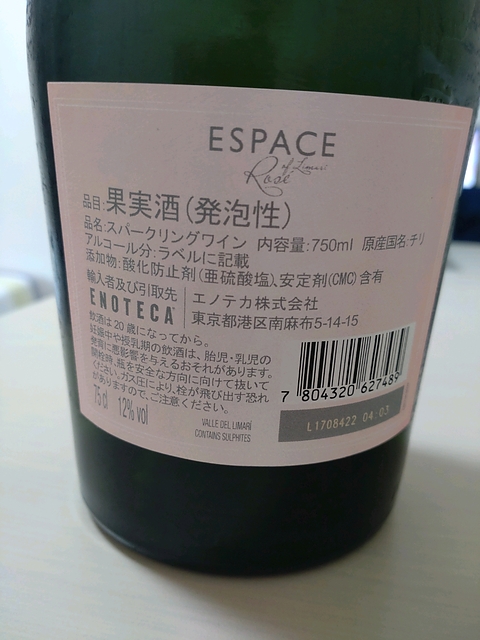 ESPACE
of Limarí
Rosé
品目:果実酒(発泡性)
品名:スパークリングワイン 内容量:750ml 原産国名:チリ
アルコール分:ラベルに記載
添加物:酸化防止剤(亜硫酸塩)、安定剤(CMC)含有
輸入者及び引取先
ENOTECA
エノテカ株式会社
東京都港区南麻布5-14-15
飲酒は20歳になってから。
妊娠中や授乳期の飲酒は、胎児・乳児の
発育に悪影響を与えるおそれがあります。
開栓時、瓶を安全な方向に向けて抜いて
ください。ガス圧により、栓が飛び出す恐れ
がありますので、ご注意ください。
75cl 12% vol
VALLE DEL LIMARÍ
CONTAINS SULPHITES
7 804320 627489
L1708422 04:03